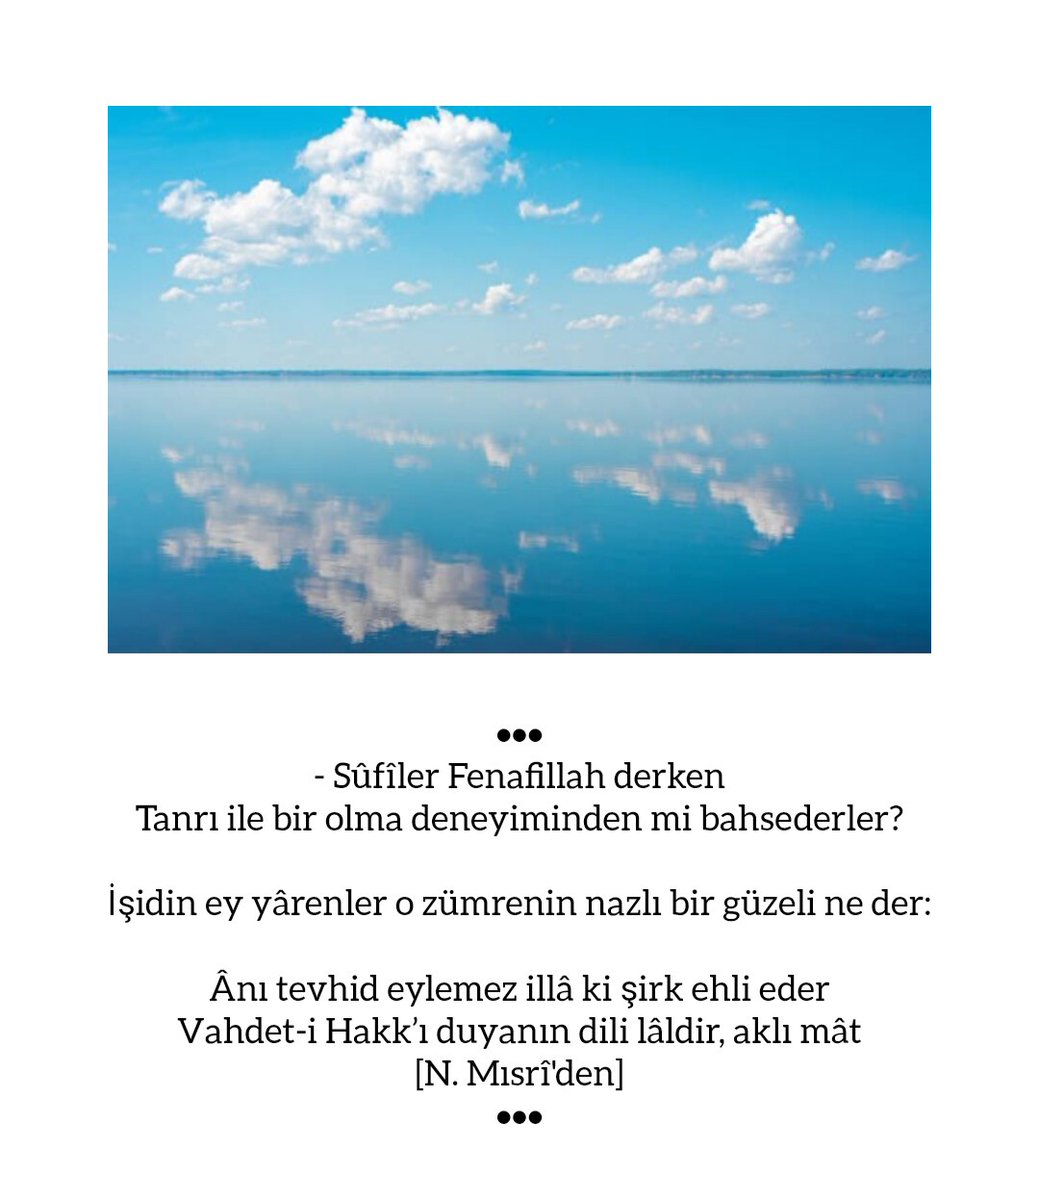 ●●●
- Sûfîler Fenafillah derken
Tanrı ile bir olma deneyiminden mi bahsederler?
İşidin ey yârenler o zümrenin nazlı bir güzeli ne der:
Ânı tevhid eylemez illâ ki şirk ehli eder
Vahdet-i Hakk’ı duyanın dili lâldir, aklı mât
[N. Mısrî'den]
●●●